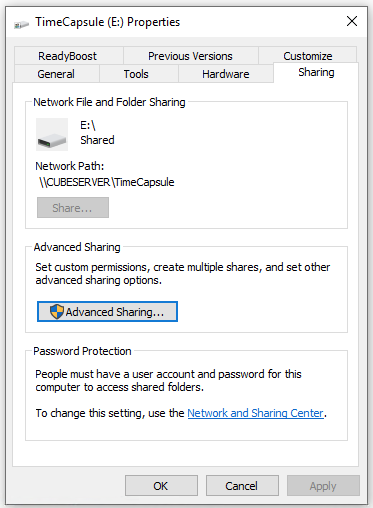 TimeCapsule (E:) Properties
ReadyBoost
Previous Versions
Customize
General
Tools
Hardware
Sharing
Network File and Folder Sharing
E:\
Shared
Network Path:
\\CUBESERVER\TimeCapsule
Share...
Advanced Sharing
Set custom permissions, create multiple shares, and set other
advanced sharing options.
Advanced Sharing...
Password Protection
People must have a user account and password for this
computer to access shared folders.
To change this setting, use the Network and Sharing Center.
OK
Cancel
Apply